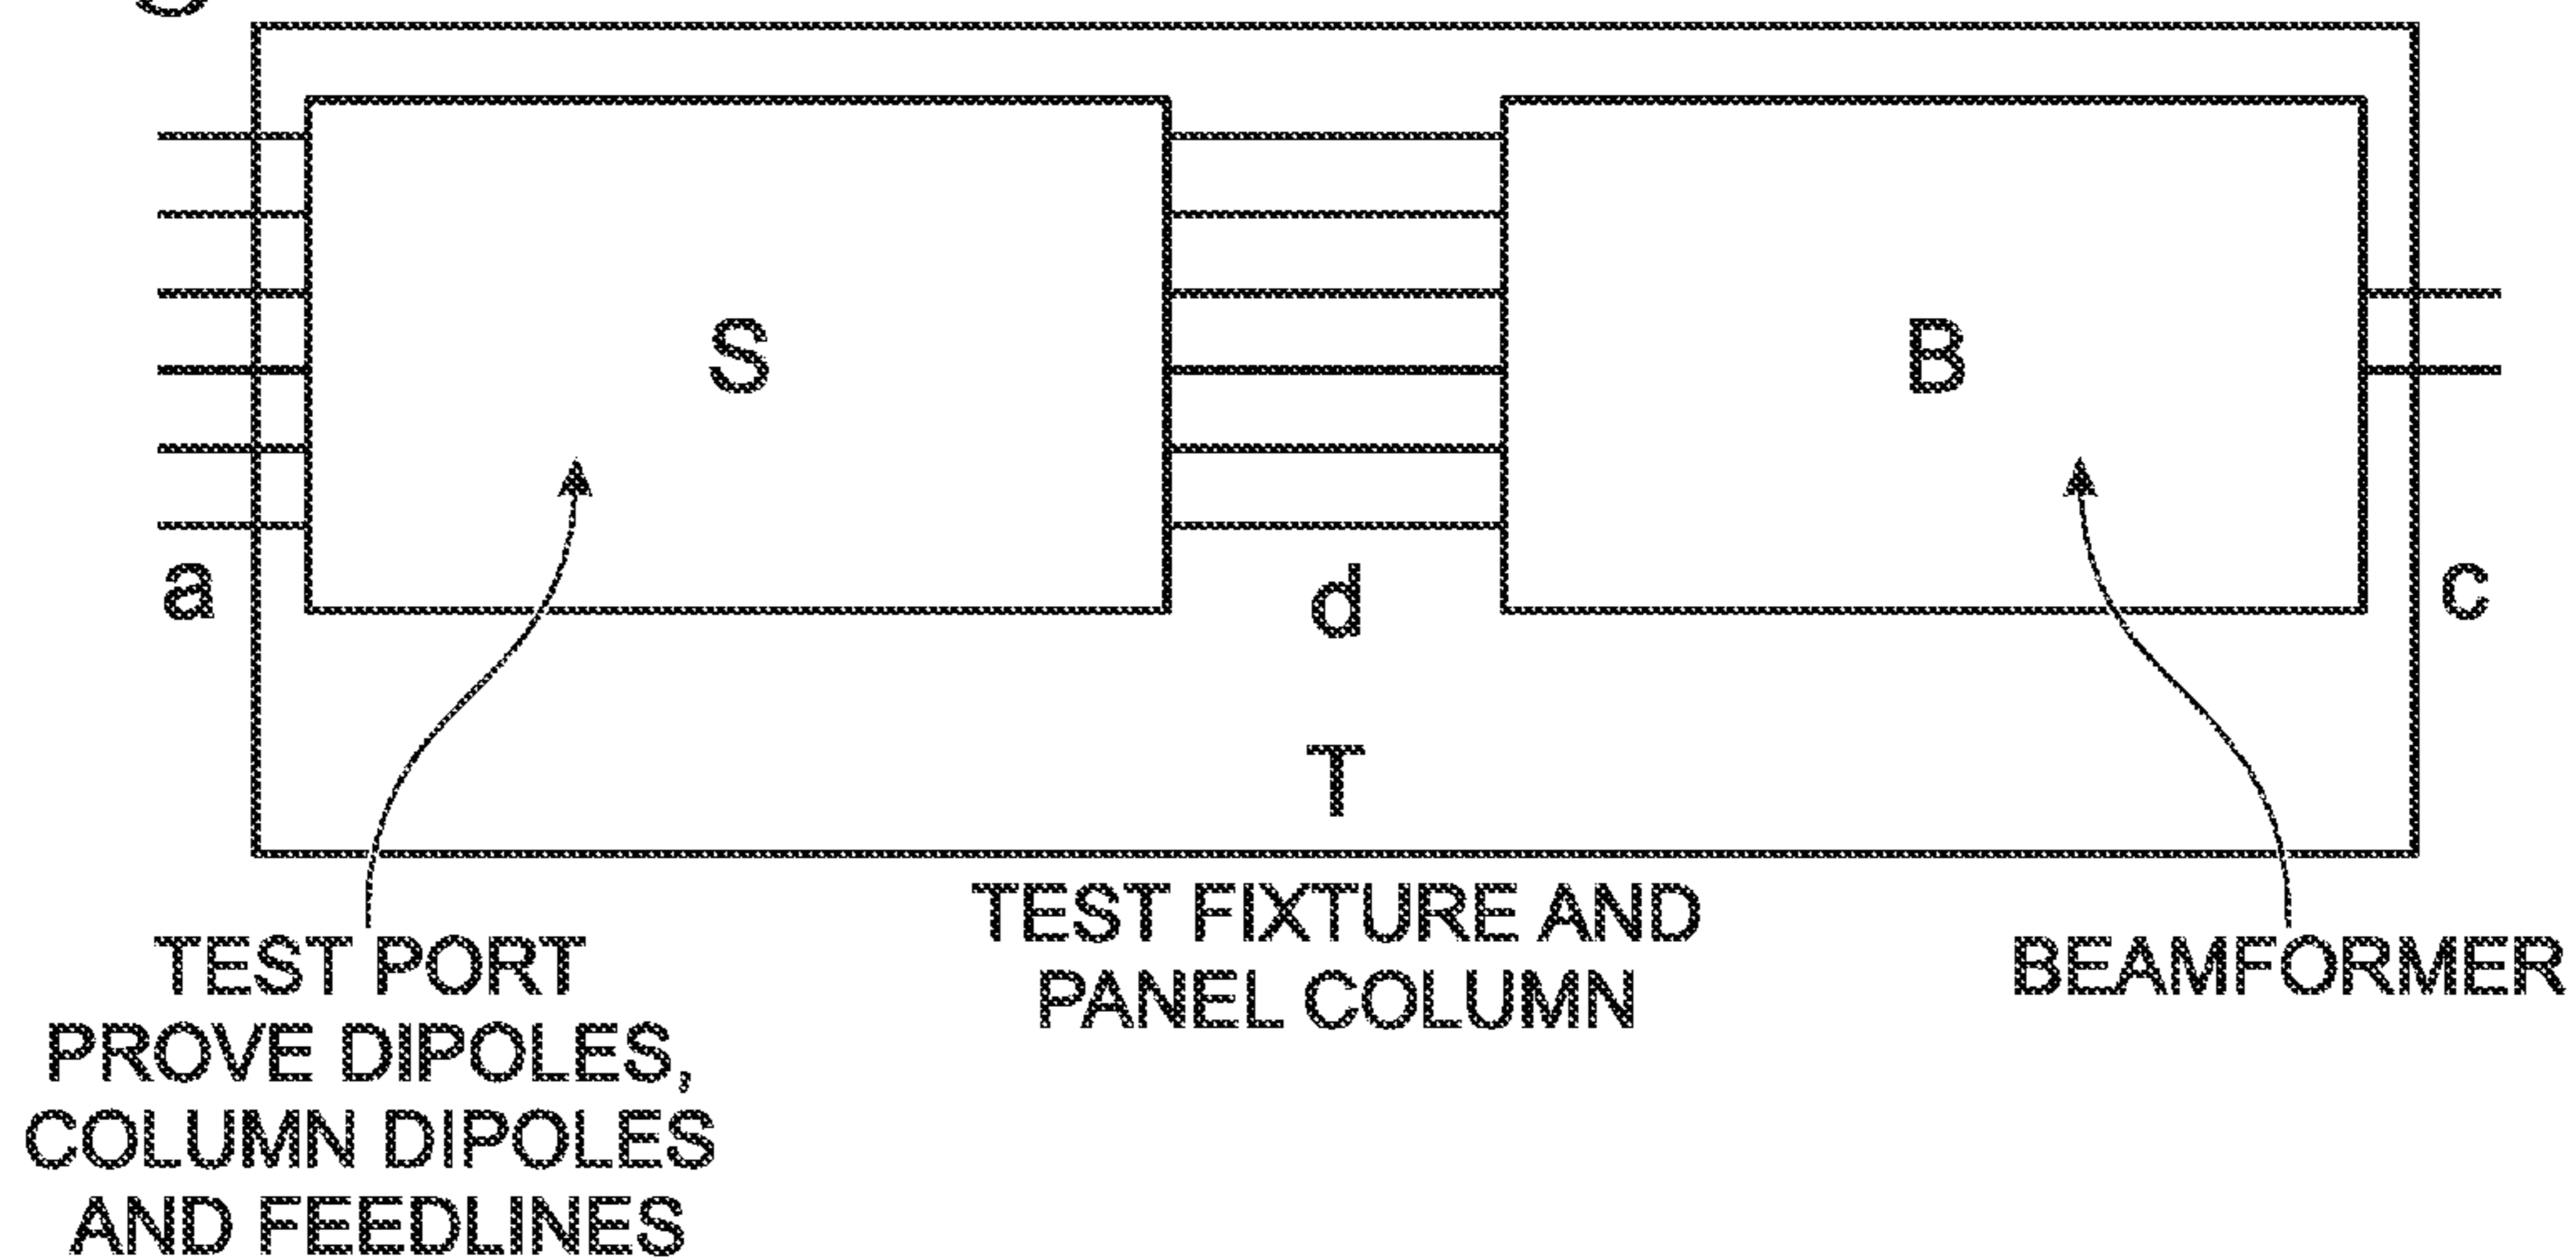 S
B
a
d
c
T
TEST FIXTURE AND
PANEL COLUMN
TEST PORT
PROVE DIPOLES,
COLUMN DIPOLES
AND FEEDLINES
BEAMFORMER